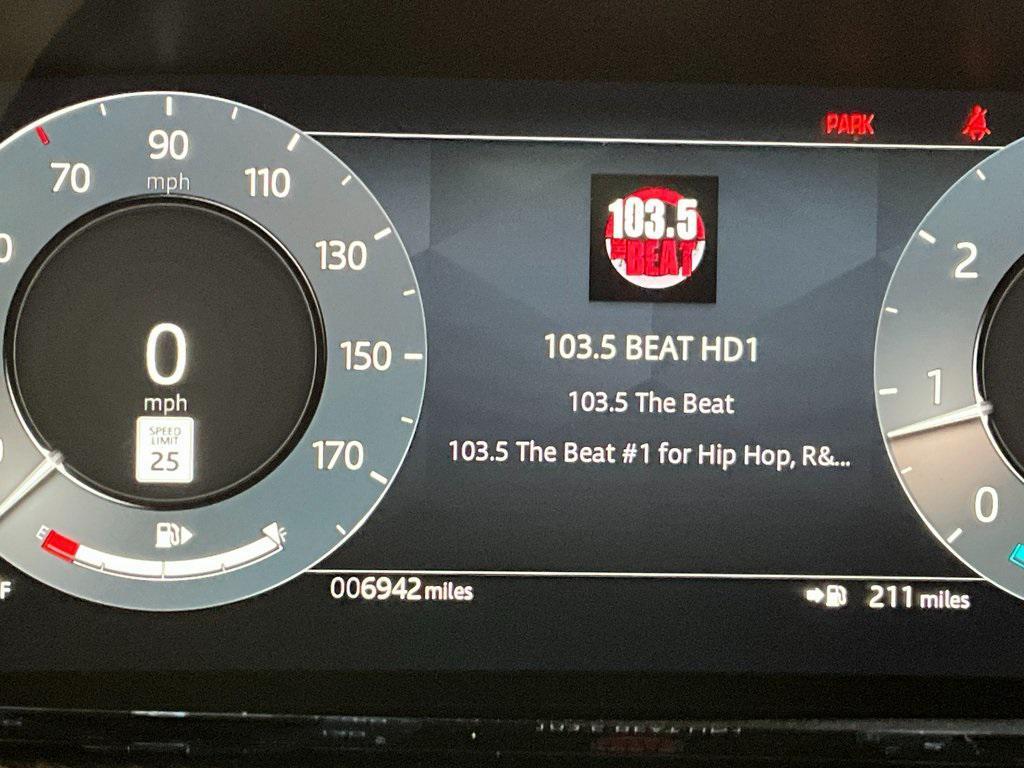 PARK
70
90
mph
110
130
150
170
0
mph
SPEED
LIMIT
25
E
F
103.5
THE
BEAT
103.5 BEAT HD1
103.5 The Beat
103.5 The Beat #1 for Hip Hop, R&...
2
1
0
F
006942 miles
211 miles